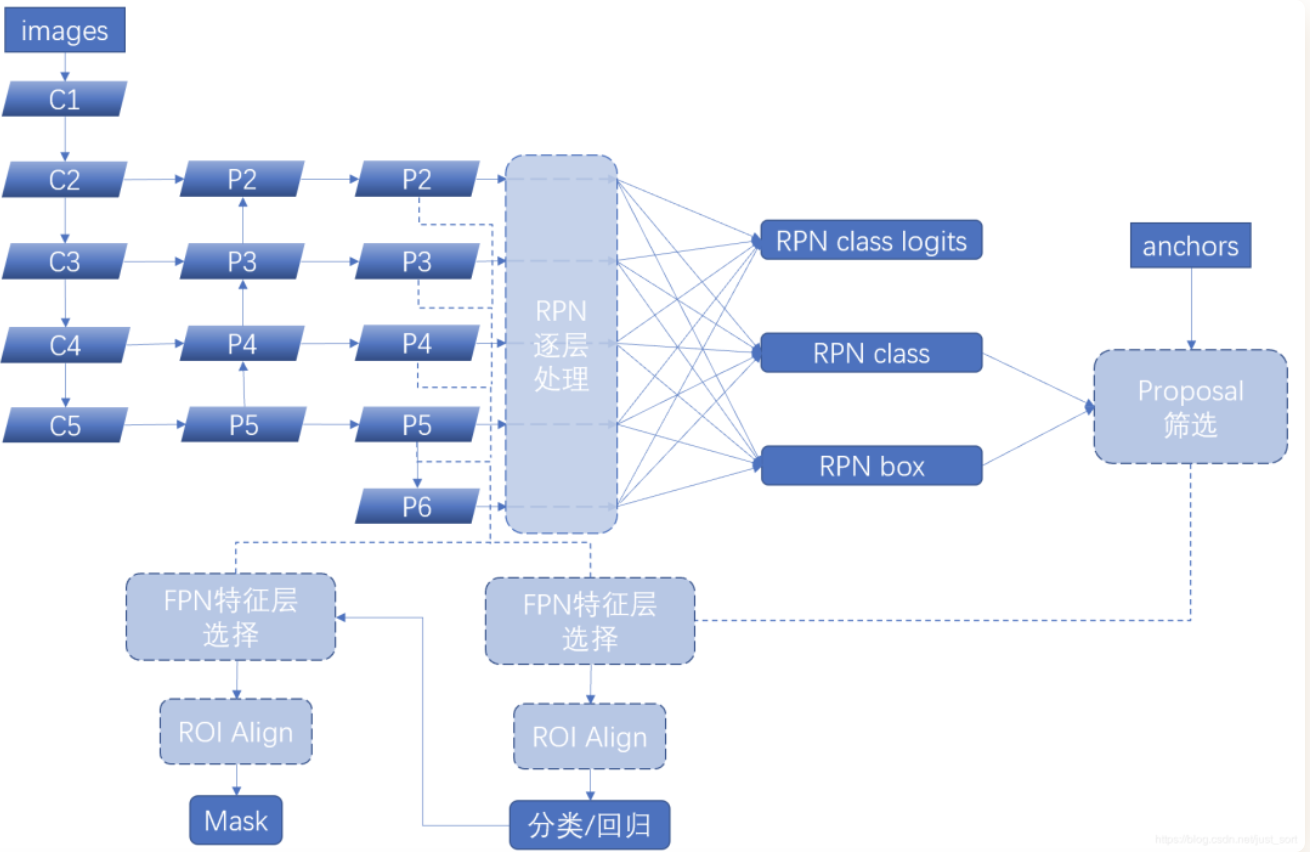 images
C1
C2
P2
P2
C3
P3
P3
C4
P4
P4
C5
P5
P5
P6
RPN
逐层
处理
RPN class logits
RPN class
RPN box
anchors
Proposal
筛选
FPN特征层
选择
FPN特征层
选择
ROI Align
ROI Align
Mask
分类/回归
https://blog.csdn.net/just_sort